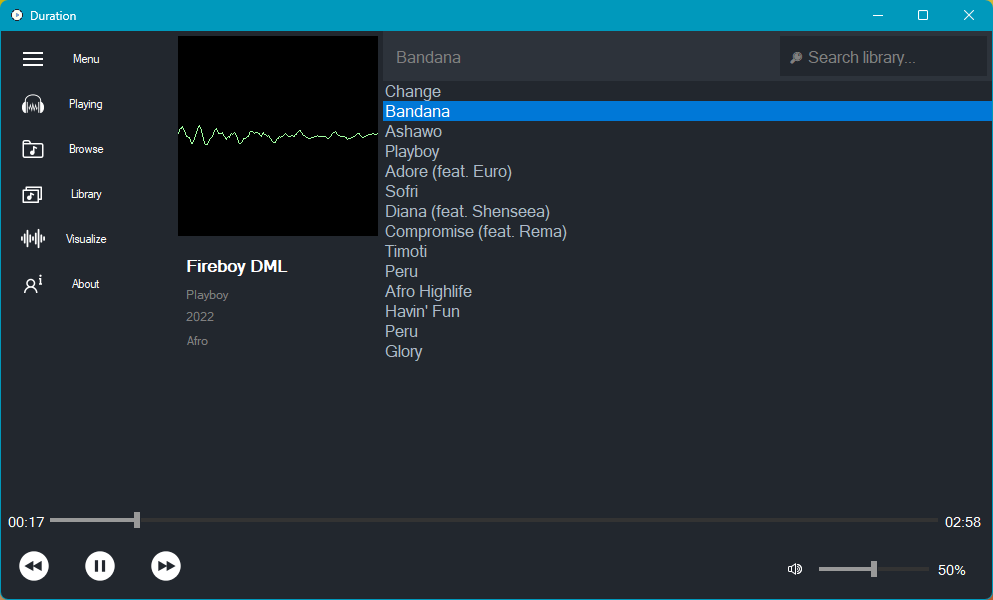 Duration
Menu
Playing
Browse
Library
Visualize
About
Fireboy DML
Playboy
2022
Afro
Bandana
Search library...
Change
Bandana
Ashawo
Playboy
Adore (feat. Euro)
Sofri
Diana (feat. Shenseea)
Compromise (feat. Rema)
Timoti
Peru
Afro Highlife
Havin' Fun
Peru
Glory
00:17
02:58
50%